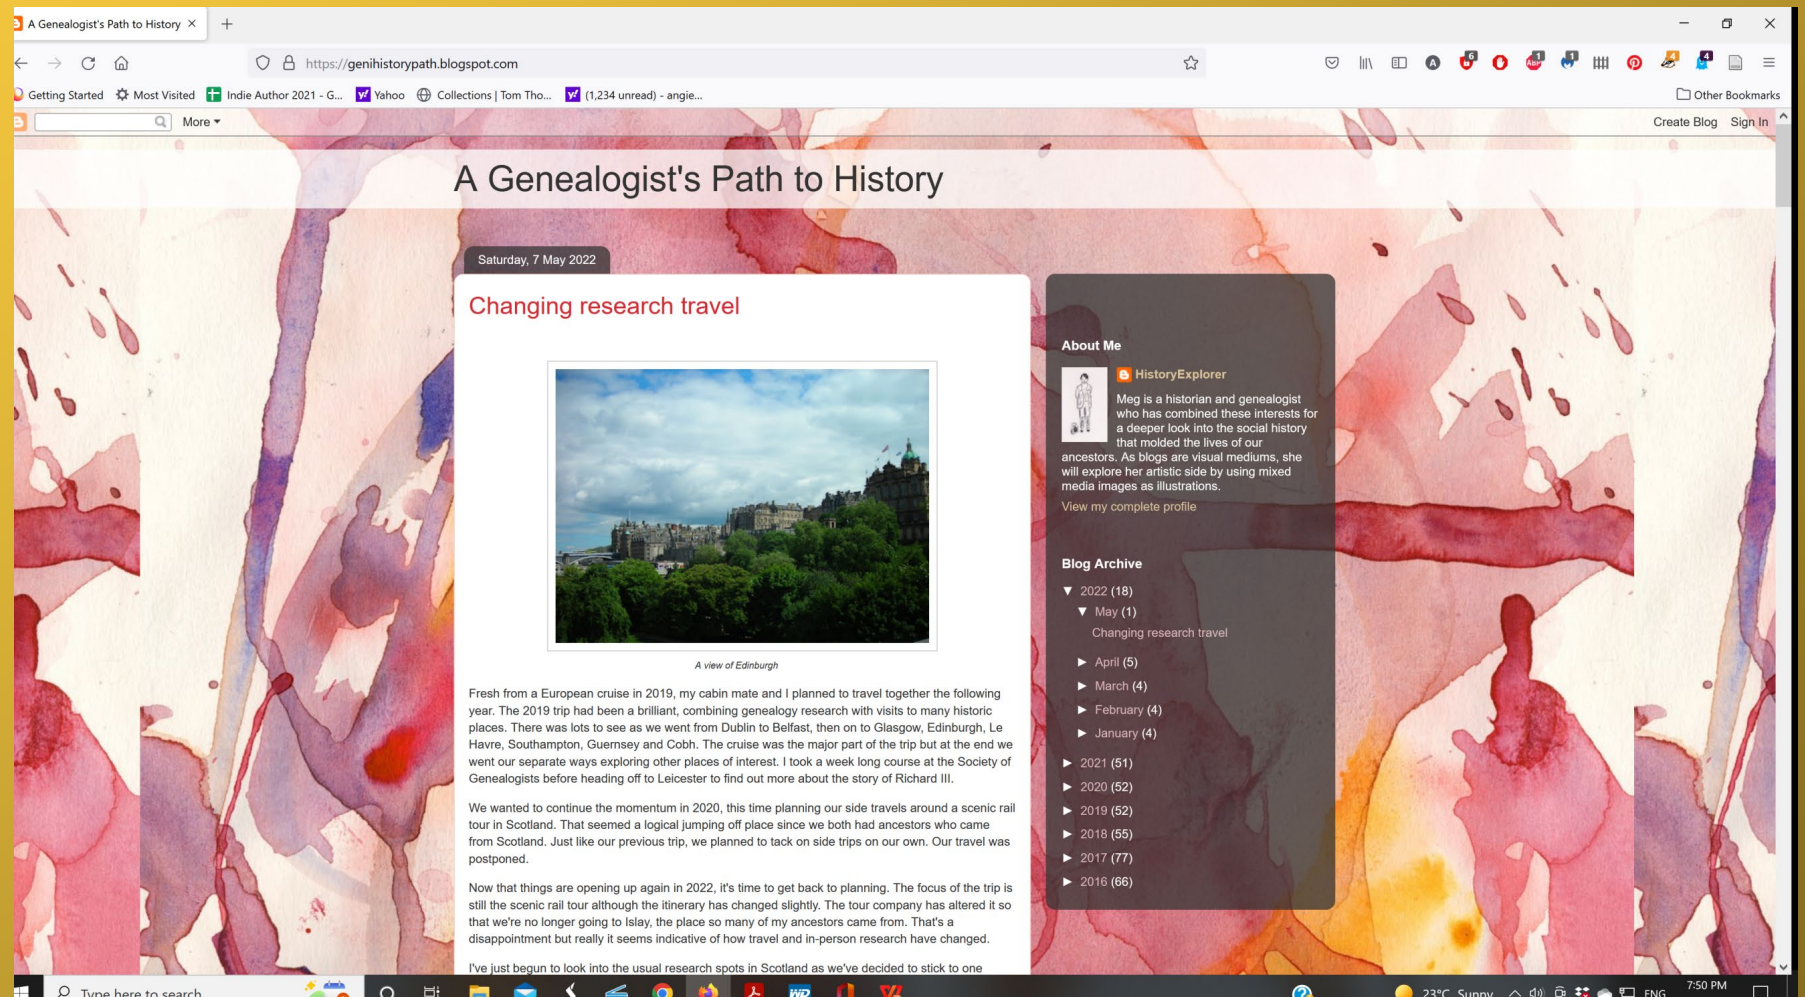 A Genealogist's Path to History
https://genihistorypath.blogspot.com
Getting Started Most Visited Indie Author 2021 - G... Yahoo Collections | Tom Tho... (1,234 unread) - angie... Other Bookmarks
More Create Blog Sign In
A Genealogist's Path to History
Saturday, 7 May 2022
Changing research travel
A view of Edinburgh
Fresh from a European cruise in 2019, my cabin mate and I planned to travel together the following
year. The 2019 trip had been a brilliant, combining genealogy research with visits to many historic
places. There was lots to see as we went from Dublin to Belfast, then on to Glasgow, Edinburgh, Le
Havre, Southampton, Guernsey and Cobh. The cruise was the major part of the trip but at the end we
went our separate ways exploring other places of interest. I took a week long course at the Society of
Genealogists before heading off to Leicester to find out more about the story of Richard III.
We wanted to continue the momentum in 2020, this time planning our side travels around a scenic rail
tour in Scotland. That seemed a logical jumping off place since we both had ancestors who came
from Scotland. Just like our previous trip, we planned to tack on side trips on our own. Our travel was
postponed.
Now that things are opening up again in 2022, it's time to get back to planning. The focus of the trip is
still the scenic rail tour although the itinerary has changed slightly. The tour company has altered it so
that we're no longer going to Islay, the place so many of my ancestors came from. That's a
disappointment but really it seems indicative of how travel and in-person research have changed.
I've just begun to look into the usual research spots in Scotland as we've decided to stick to one
About Me
HistoryExplorer
Meg is a historian and genealogist
who has combined these interests for
a deeper look into the social history
that molded the lives of our
ancestors. As blogs are visual mediums, she
will explore her artistic side by using mixed
media images as illustrations.
View my complete profile
Blog Archive
▼ 2022 (18)
▼ May (1)
Changing research travel
► April (5)
► March (4)
► February (4)
► January (4)
► 2021 (51)
► 2020 (52)
► 2019 (52)
► 2018 (55)
► 2017 (77)
► 2016 (66)
Type here to search 23°C Sunny ENG 7:50 PM